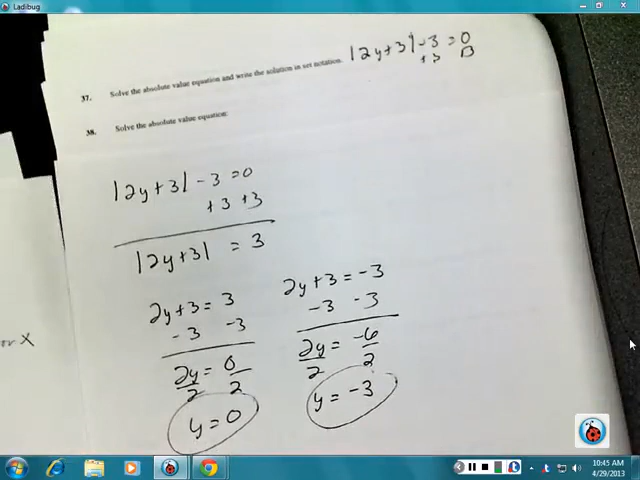 Ladibug
37. Solve the absolute value equation and write the solution in set notation. |2y+3|-3=0
+3
38. Solve the absolute value equation:
|2y+3|-3=0
+3 +3
|2y+3| = 3
2y+3=3 2y+3=-3
-3 -3 -3 -3
2y/2 = 0/2 2y/2 = -6/2
y=0 y=-3
or X
10:45 AM
4/29/2013